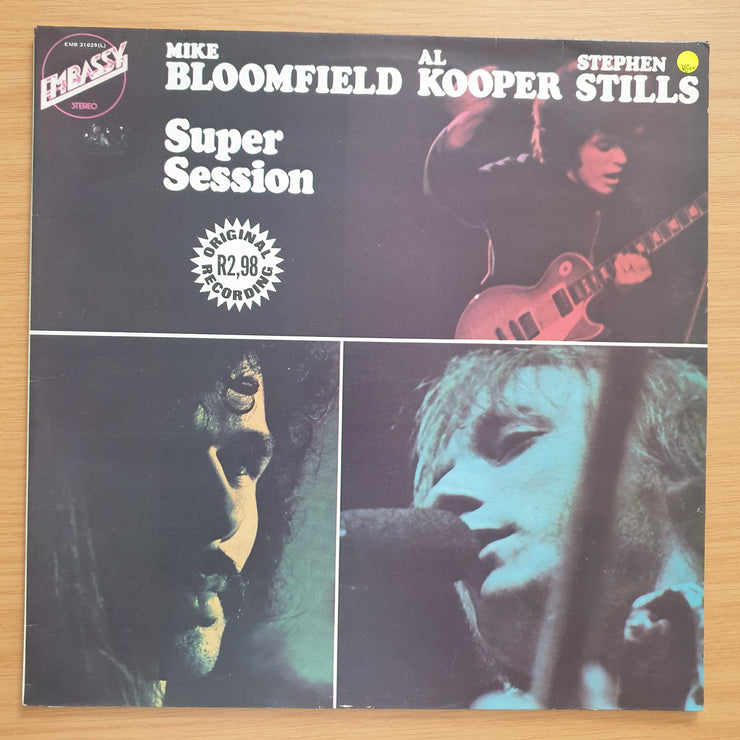 EMB 31029(L)
EMBASSY
STEREO
MIKE
BLOOMFIELD
AL
KOOPER
STEPHEN
STILLS
Super
Session
ORIGINAL
R2,98
RECORDING